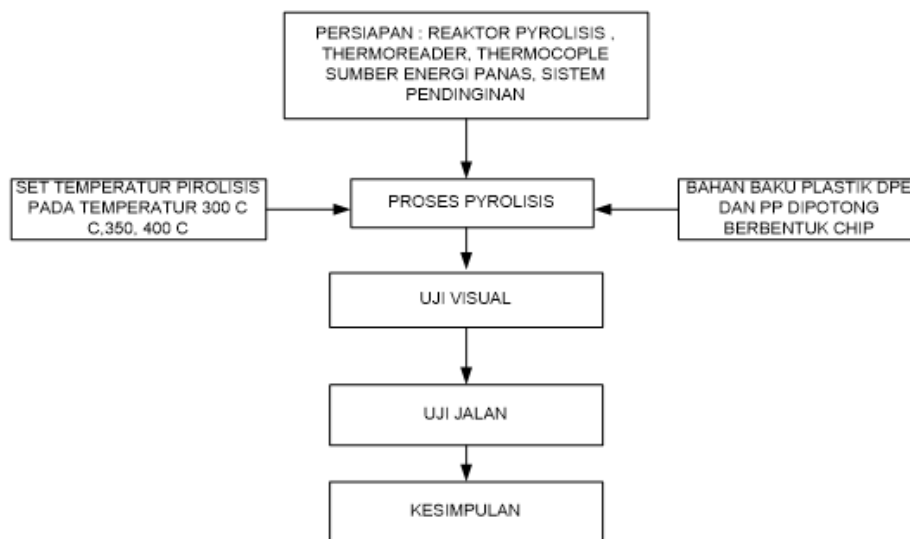 PERSIAPAN : REAKTOR PYROLISIS ,
THERMOREADER, THERMOCOPLE
SUMBER ENERGI PANAS, SISTEM
PENDINGINAN
SET TEMPERATUR PIROLISIS
PADA TEMPERATUR 300 C
C,350, 400 C
PROSES PYROLISIS
BAHAN BAKU PLASTIK DPE
DAN PP DIPOTONG
BERBENTUK CHIP
UJI VISUAL
UJI JALAN
KESIMPULAN